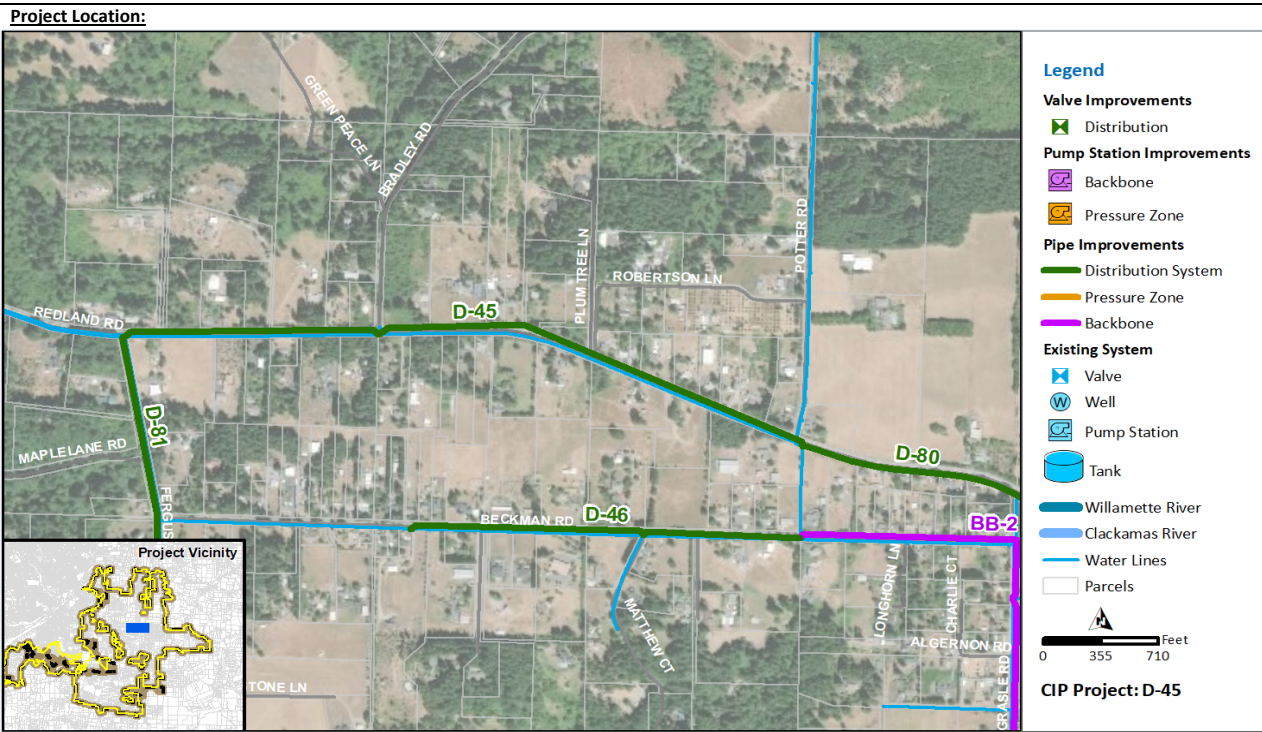 Project Location:
GREEN PEACE LN
BRADLEY RD
POTTER RD
PLUM TREE LN
ROBERTSON LN
REDLAND RD
D-45
D-81
MAPLELANE RD
D-80
FERGUS
BECKMAN RD
D-46
BB-2
LONGHORN LN
CHARLIE CT
MATTHEW CT
ALGERNON RD
GRASLE RD
TONE LN
Project Vicinity
Legend
Valve Improvements
Distribution
Pump Station Improvements
Backbone
Pressure Zone
Pipe Improvements
Distribution System
Pressure Zone
Backbone
Existing System
Valve
W
Well
Pump Station
Tank
Willamette River
Clackamas River
Water Lines
Parcels
N
Feet
0 355 710
CIP Project: D-45